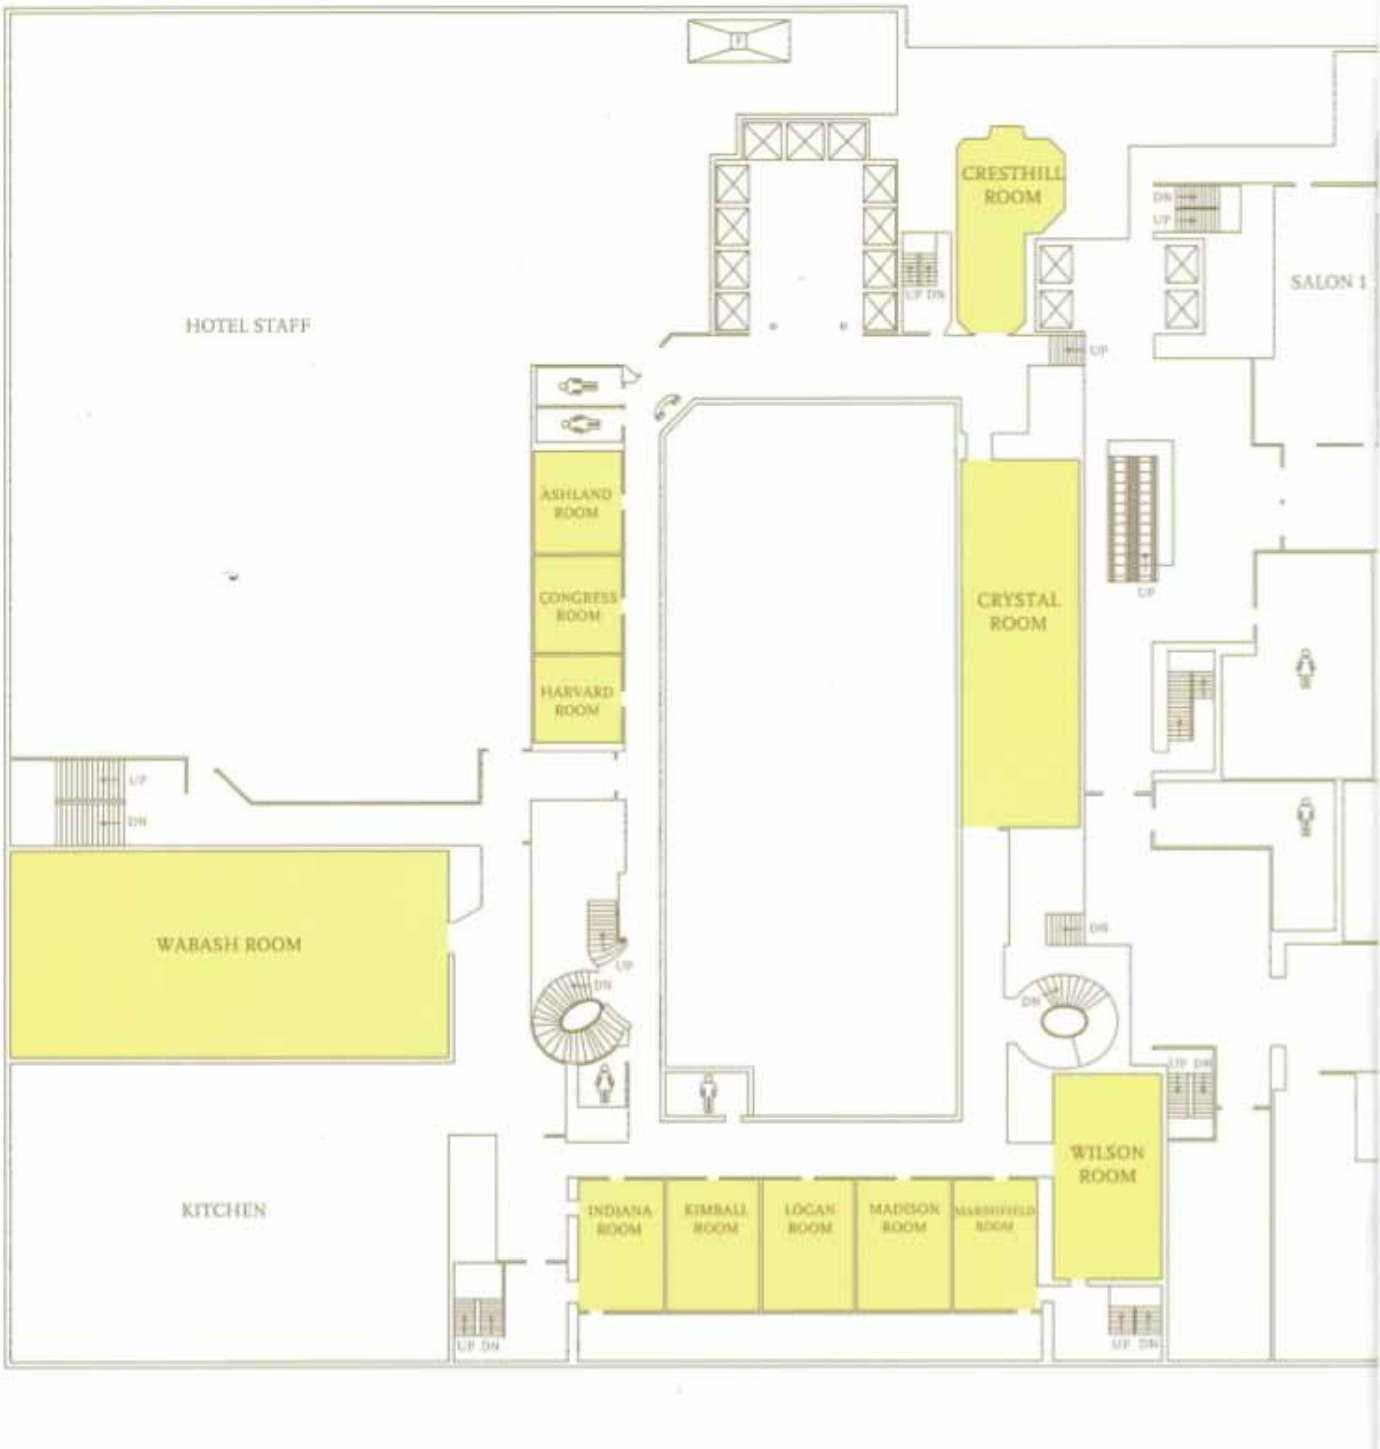 CRESTHILL
ROOM
DN
UP
SALON 1
UP DN
HOTEL STAFF
UP
ASHLAND
ROOM
CONGRESS
ROOM
CRYSTAL
ROOM
UP
HARVARD
ROOM
UP
DN
WABASH ROOM
DN
UP
DN
DN
UP DN
WILSON
ROOM
KITCHEN
INDIANA
ROOM
KIMBALL
ROOM
LOGAN
ROOM
MADISON
ROOM
MARSHFIELD
ROOM
UP DN
UP DN